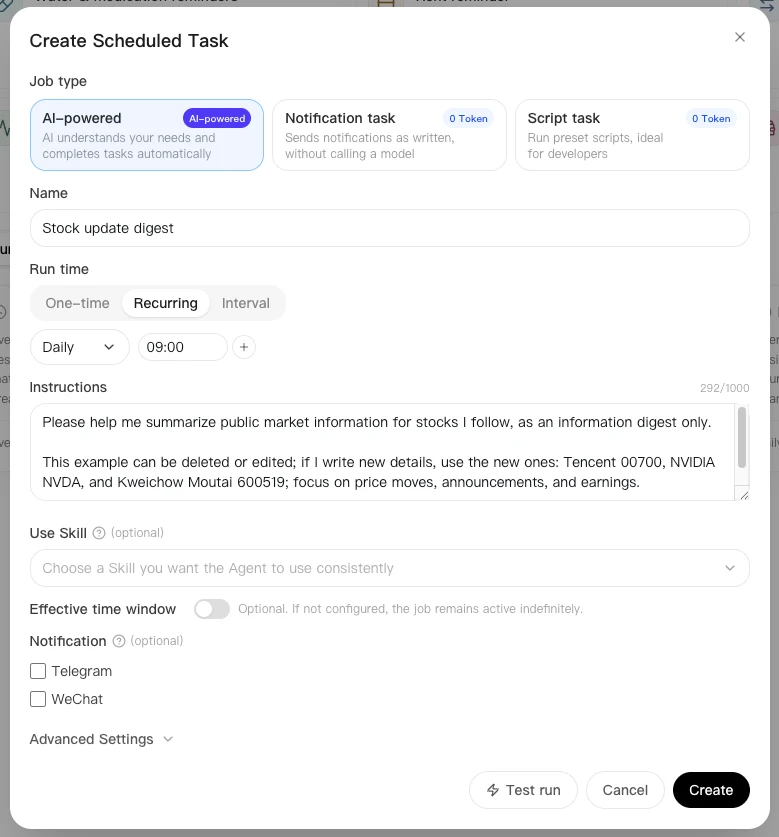 Create Scheduled Task
Job type
AI-powered
AI-powered
AI understands your needs and
completes tasks automatically
Notification task
0 Token
Sends notifications as written,
without calling a model
Script task
0 Token
Run preset scripts, ideal
for developers
Name
Stock update digest
Run time
One-time
Recurring
Interval
Daily
09:00
Instructions
292/1000
Please help me summarize public market information for stocks I follow, as an information digest only.
This example can be deleted or edited; if I write new details, use the new ones: Tencent 00700, NVIDIA
NVDA, and Kweichow Moutai 600519; focus on price moves, announcements, and earnings.
Use Skill (optional)
Choose a Skill you want the Agent to use consistently
Effective time window
Optional. If not configured, the job remains active indefinitely.
Notification (optional)
Telegram
WeChat
Advanced Settings
Test run
Cancel
Create